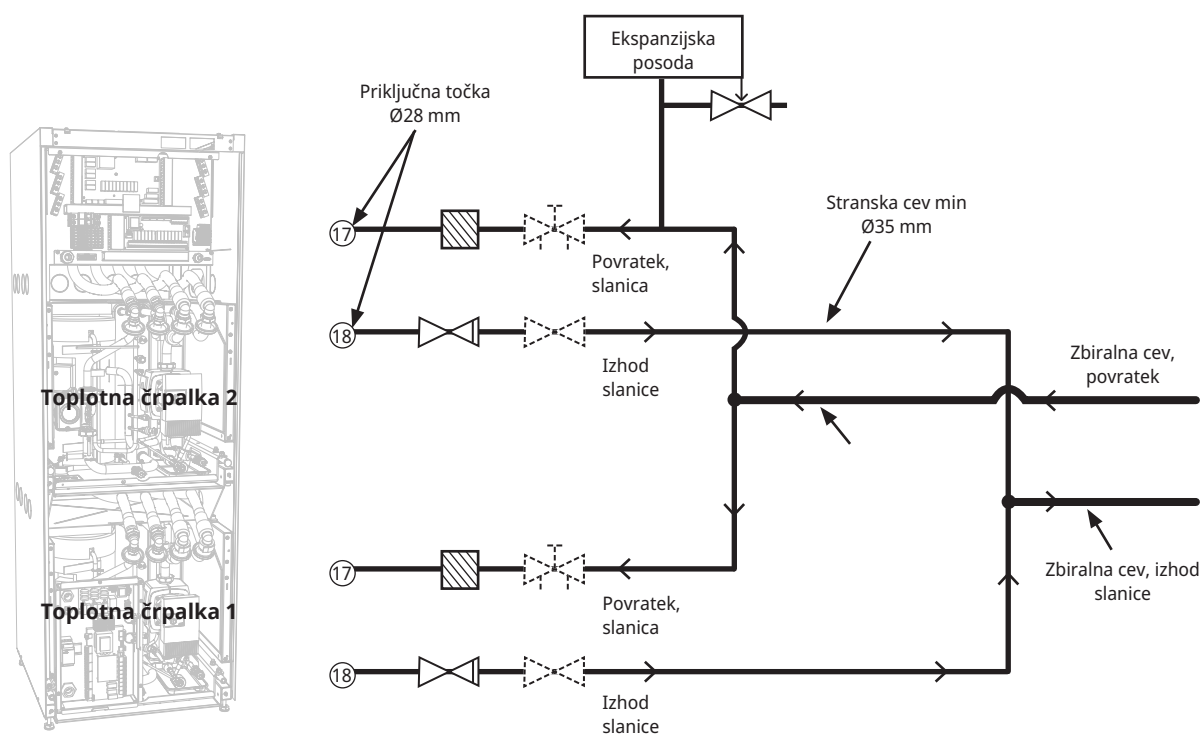 Ekspanzijska
posoda
Priključna točka
Ø28 mm
Stranska cev min
Ø35 mm
17
Povratek,
slanica
18
Izhod
slanice
Zbiralna cev,
povratek
Toplotna črpalka 2
17
Povratek,
slanica
Zbiralna cev, izhod
slanice
Toplotna črpalka 1
18
Izhod
slanice